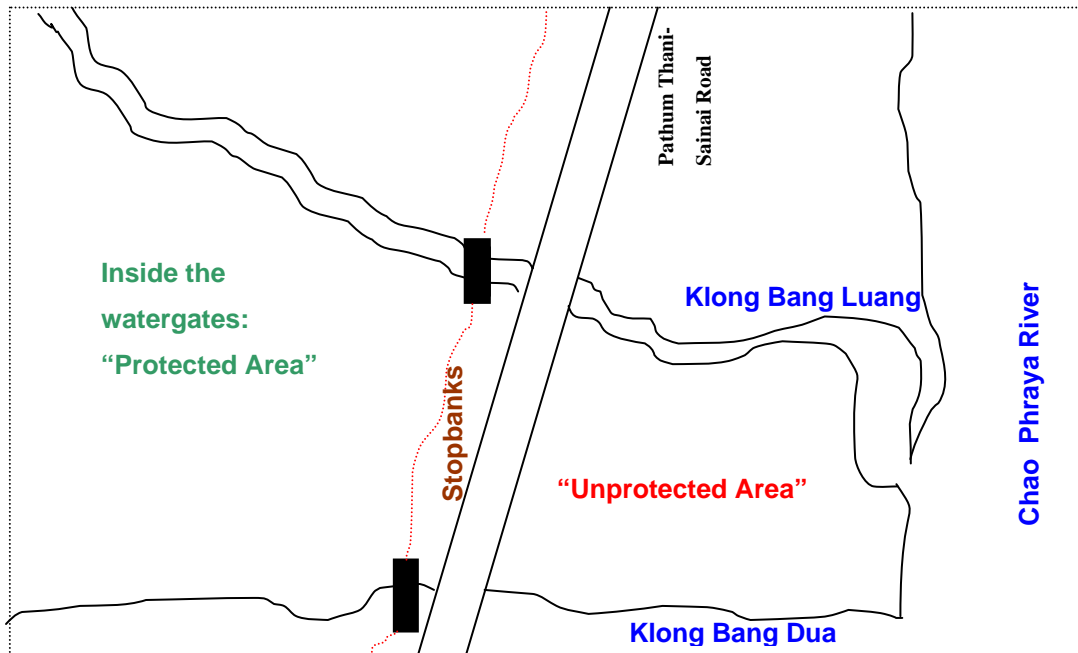 Pathum Thani-
Sainai Road
Inside the
watergates:
“Protected Area”
Klong Bang Luang
Chao Phraya River
Stopbanks
“Unprotected Area”
Klong Bang Dua